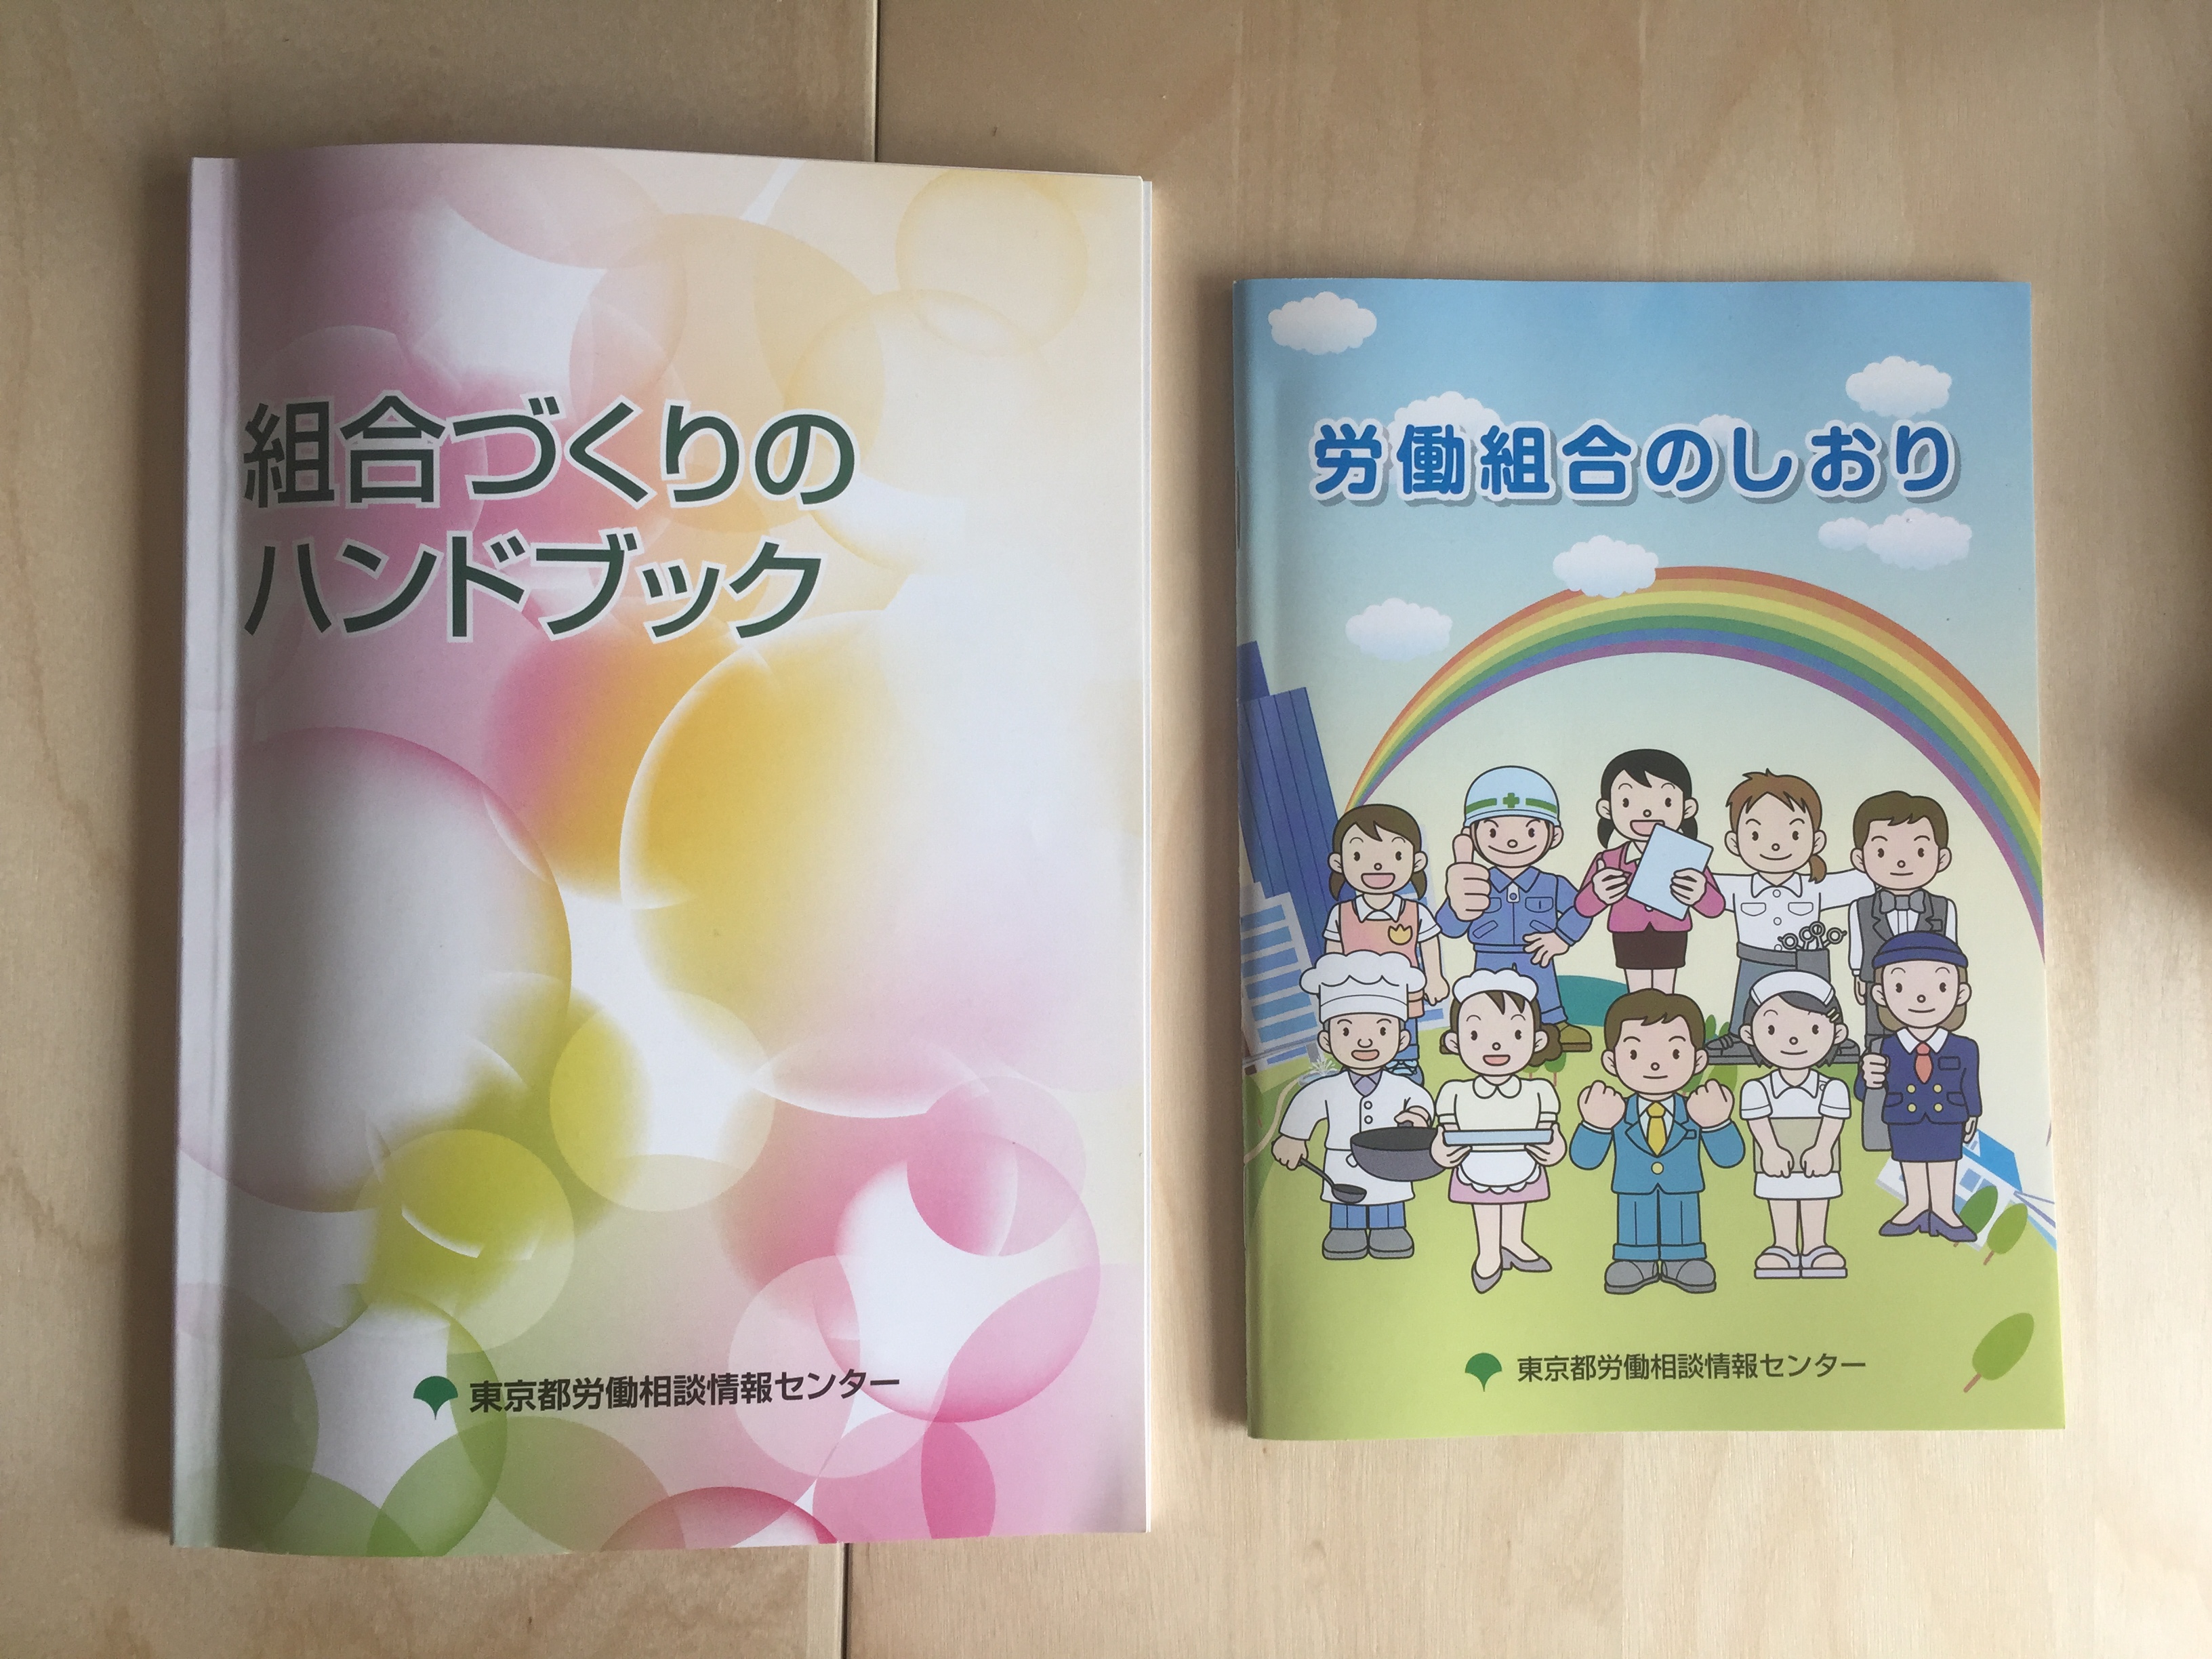 組合づくりの
ハンドブック
東京都労働相談情報センター
労働組合のしおり
東京都労働相談情報センター